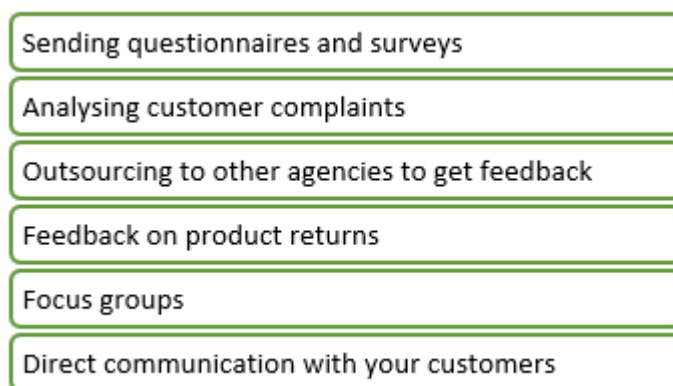 Sending questionnaires and surveys
Analysing customer complaints
Outsourcing to other agencies to get feedback
Feedback on product returns
Focus groups
Direct communication with your customers